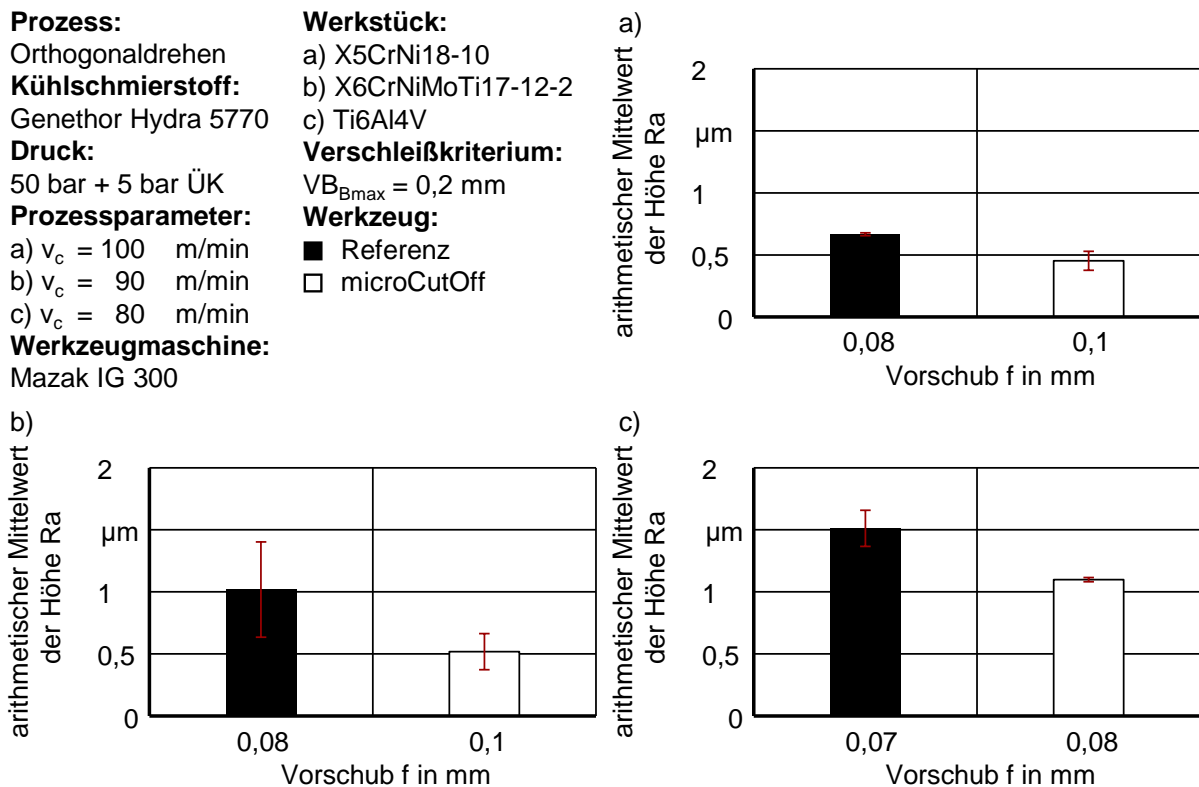 Prozess:
Orthogonaldrehen
Kühlschmierstoff:
Genethor Hydra 5770
Druck:
50 bar + 5 bar ÜK
Prozessparameter:
a) vc = 100 m/min
b) vc = 90 m/min
c) vc = 80 m/min
Werkzeugmaschine:
Mazak IG 300
Werkstück:
a) X5CrNi18-10
b) X6CrNiMoTi17-12-2
c) Ti6Al4V
Verschleißkriterium:
VBBmax = 0,2 mm
Werkzeug:
Referenz
microCutOff
a)
arithmetischer Mittelwert
der Höhe Ra
2
µm
1
0,5
0
0,08 0,1
Vorschub f in mm
b)
arithmetischer Mittelwert
der Höhe Ra
2
µm
1
0,5
0
0,08 0,1
Vorschub f in mm
c)
arithmetischer Mittelwert
der Höhe Ra
2
µm
1
0,5
0
0,07 0,08
Vorschub f in mm